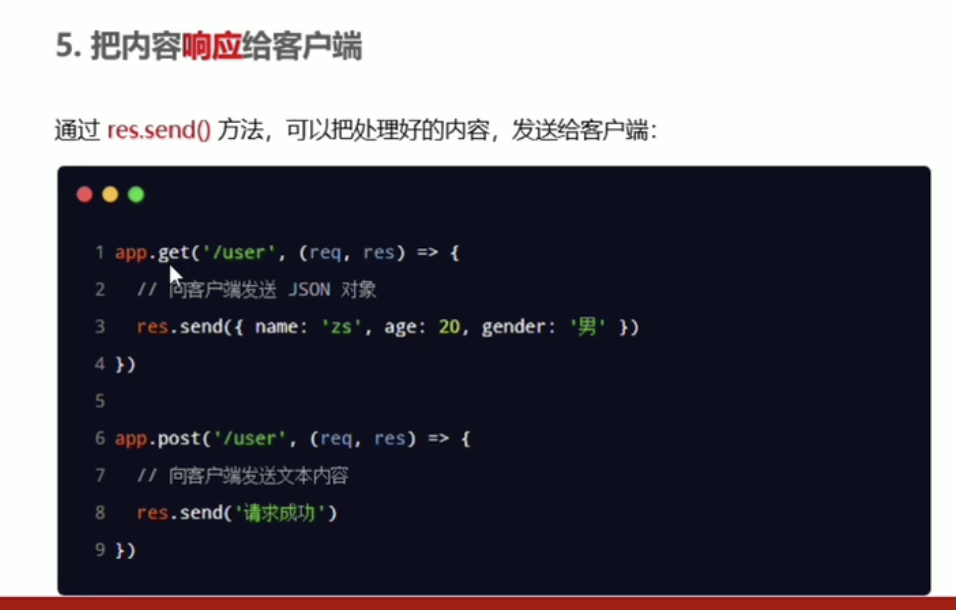 5. 把内容响应给客户端
通过 res.send() 方法，可以把处理好的内容，发送给客户端：
1 app.get('/user', (req, res) => {
2   // 向客户端发送 JSON 对象
3   res.send({ name: 'zs', age: 20, gender: '男' })
4 })
5
6 app.post('/user', (req, res) => {
7   // 向客户端发送文本内容
8   res.send('请求成功')
9 })